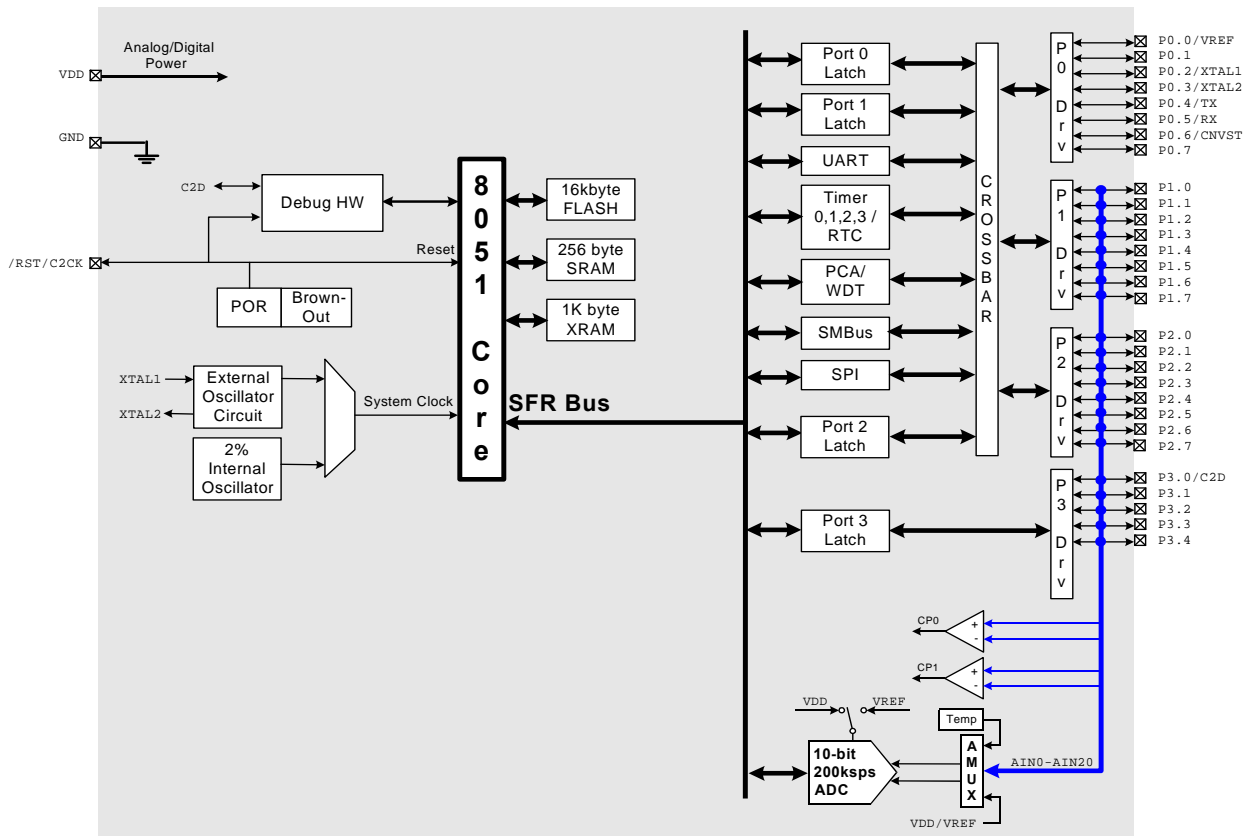 Analog/Digital
Power
VDD
GND
C2D
Debug HW
/RST/C2CK
Reset
POR
Brown-
Out
XTAL1
XTAL2
External
Oscillator
Circuit
2%
Internal
Oscillator
System Clock
8
0
5
1
C
o
r
e
16kbyte
FLASH
256 byte
SRAM
1K byte
XRAM
SFR Bus
Port 0
Latch
Port 1
Latch
UART
Timer
0,1,2,3 /
RTC
PCA/
WDT
SMBus
SPI
Port 2
Latch
Port 3
Latch
C
R
O
S
S
B
A
R
P
0
D
r
v
P0.0/VREF
P0.1
P0.2/XTAL1
P0.3/XTAL2
P0.4/TX
P0.5/RX
P0.6/CNVST
P0.7
P
1
D
r
v
P1.0
P1.1
P1.2
P1.3
P1.4
P1.5
P1.6
P1.7
P
2
D
r
v
P2.0
P2.1
P2.2
P2.3
P2.4
P2.5
P2.6
P2.7
P
3
D
r
v
P3.0/C2D
P3.1
P3.2
P3.3
P3.4
CP0
+
-
CP1
+
-
VDD
VREF
Temp
10-bit
200ksps
ADC
A
M
U
X
AIN0-AIN20
VDD/VREF